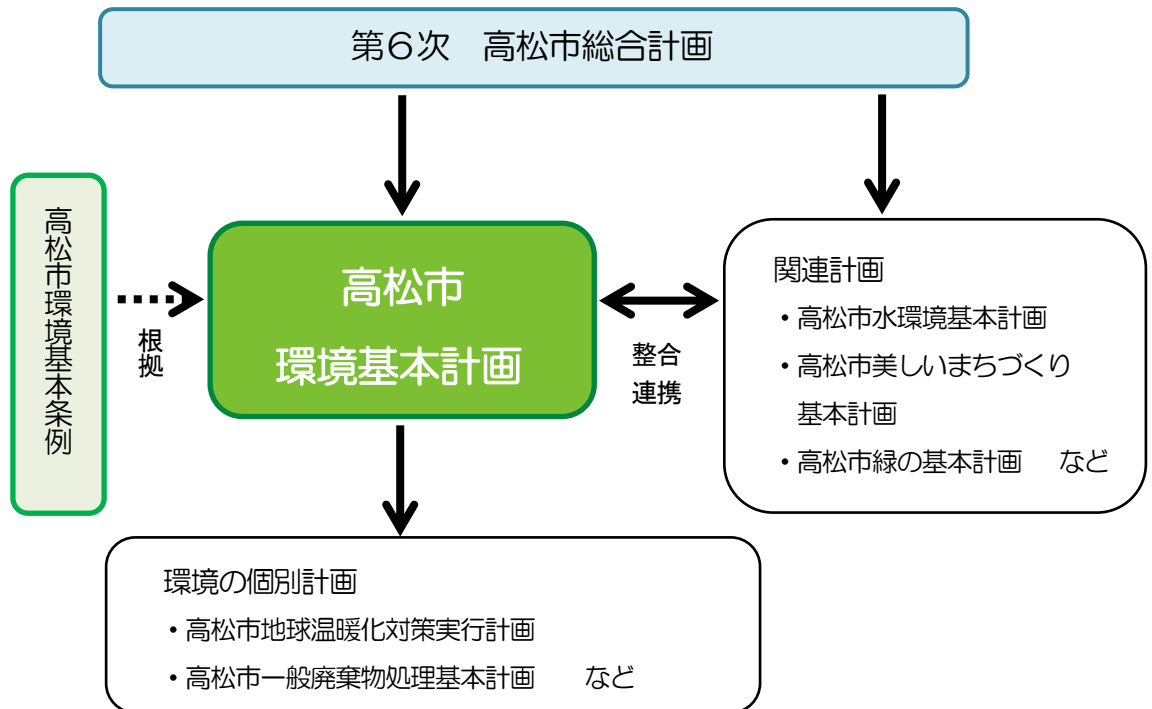 第６次　高松市総合計画
高松市環境基本条例
根拠
高松市
環境基本計画
整合
連携
関連計画
・高松市水環境基本計画
・高松市美しいまちづくり
基本計画
・高松市緑の基本計画　など
環境の個別計画
・高松市地球温暖化対策実行計画
・高松市一般廃棄物処理基本計画　など